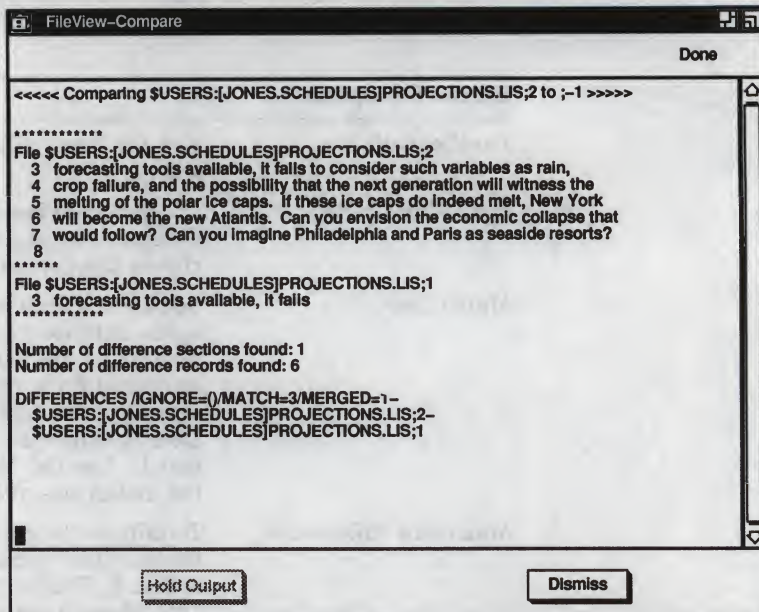 FileView–Compare
Done
<<<<< Comparing $USERS:[JONES.SCHEDULES]PROJECTIONS.LIS;2 to ;–1 >>>>>
************
File $USERS:[JONES.SCHEDULES]PROJECTIONS.LIS;2
3 forecasting tools available, it fails to consider such variables as rain,
4 crop failure, and the possibility that the next generation will witness the
5 melting of the polar ice caps. If these ice caps do indeed melt, New York
6 will become the new Atlantis. Can you envision the economic collapse that
7 would follow? Can you imagine Philadelphia and Paris as seaside resorts?
8
******
File $USERS:[JONES.SCHEDULES]PROJECTIONS.LIS;1
3 forecasting tools available, it fails
************
Number of difference sections found: 1
Number of difference records found: 6
DIFFERENCES /IGNORE=()/MATCH=3/MERGED=1–
$USERS:[JONES.SCHEDULES]PROJECTIONS.LIS;2–
$USERS:[JONES.SCHEDULES]PROJECTIONS.LIS;1
Hold Output
Dismiss